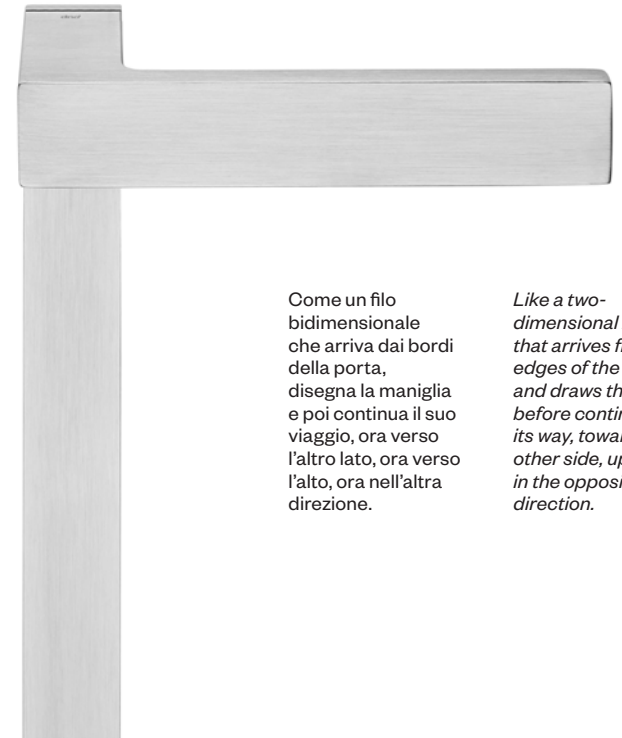 Come un filo
bidimensionale
che arriva dai bordi
della porta,
disegna la maniglia
e poi continua il suo
viaggio, ora verso
l'altro lato, ora verso
l'alto, ora nell'altra
direzione.
Like a two-
dimensional
that arrives
edges of the
and draws
before
its way,
other side,
in the
direction.